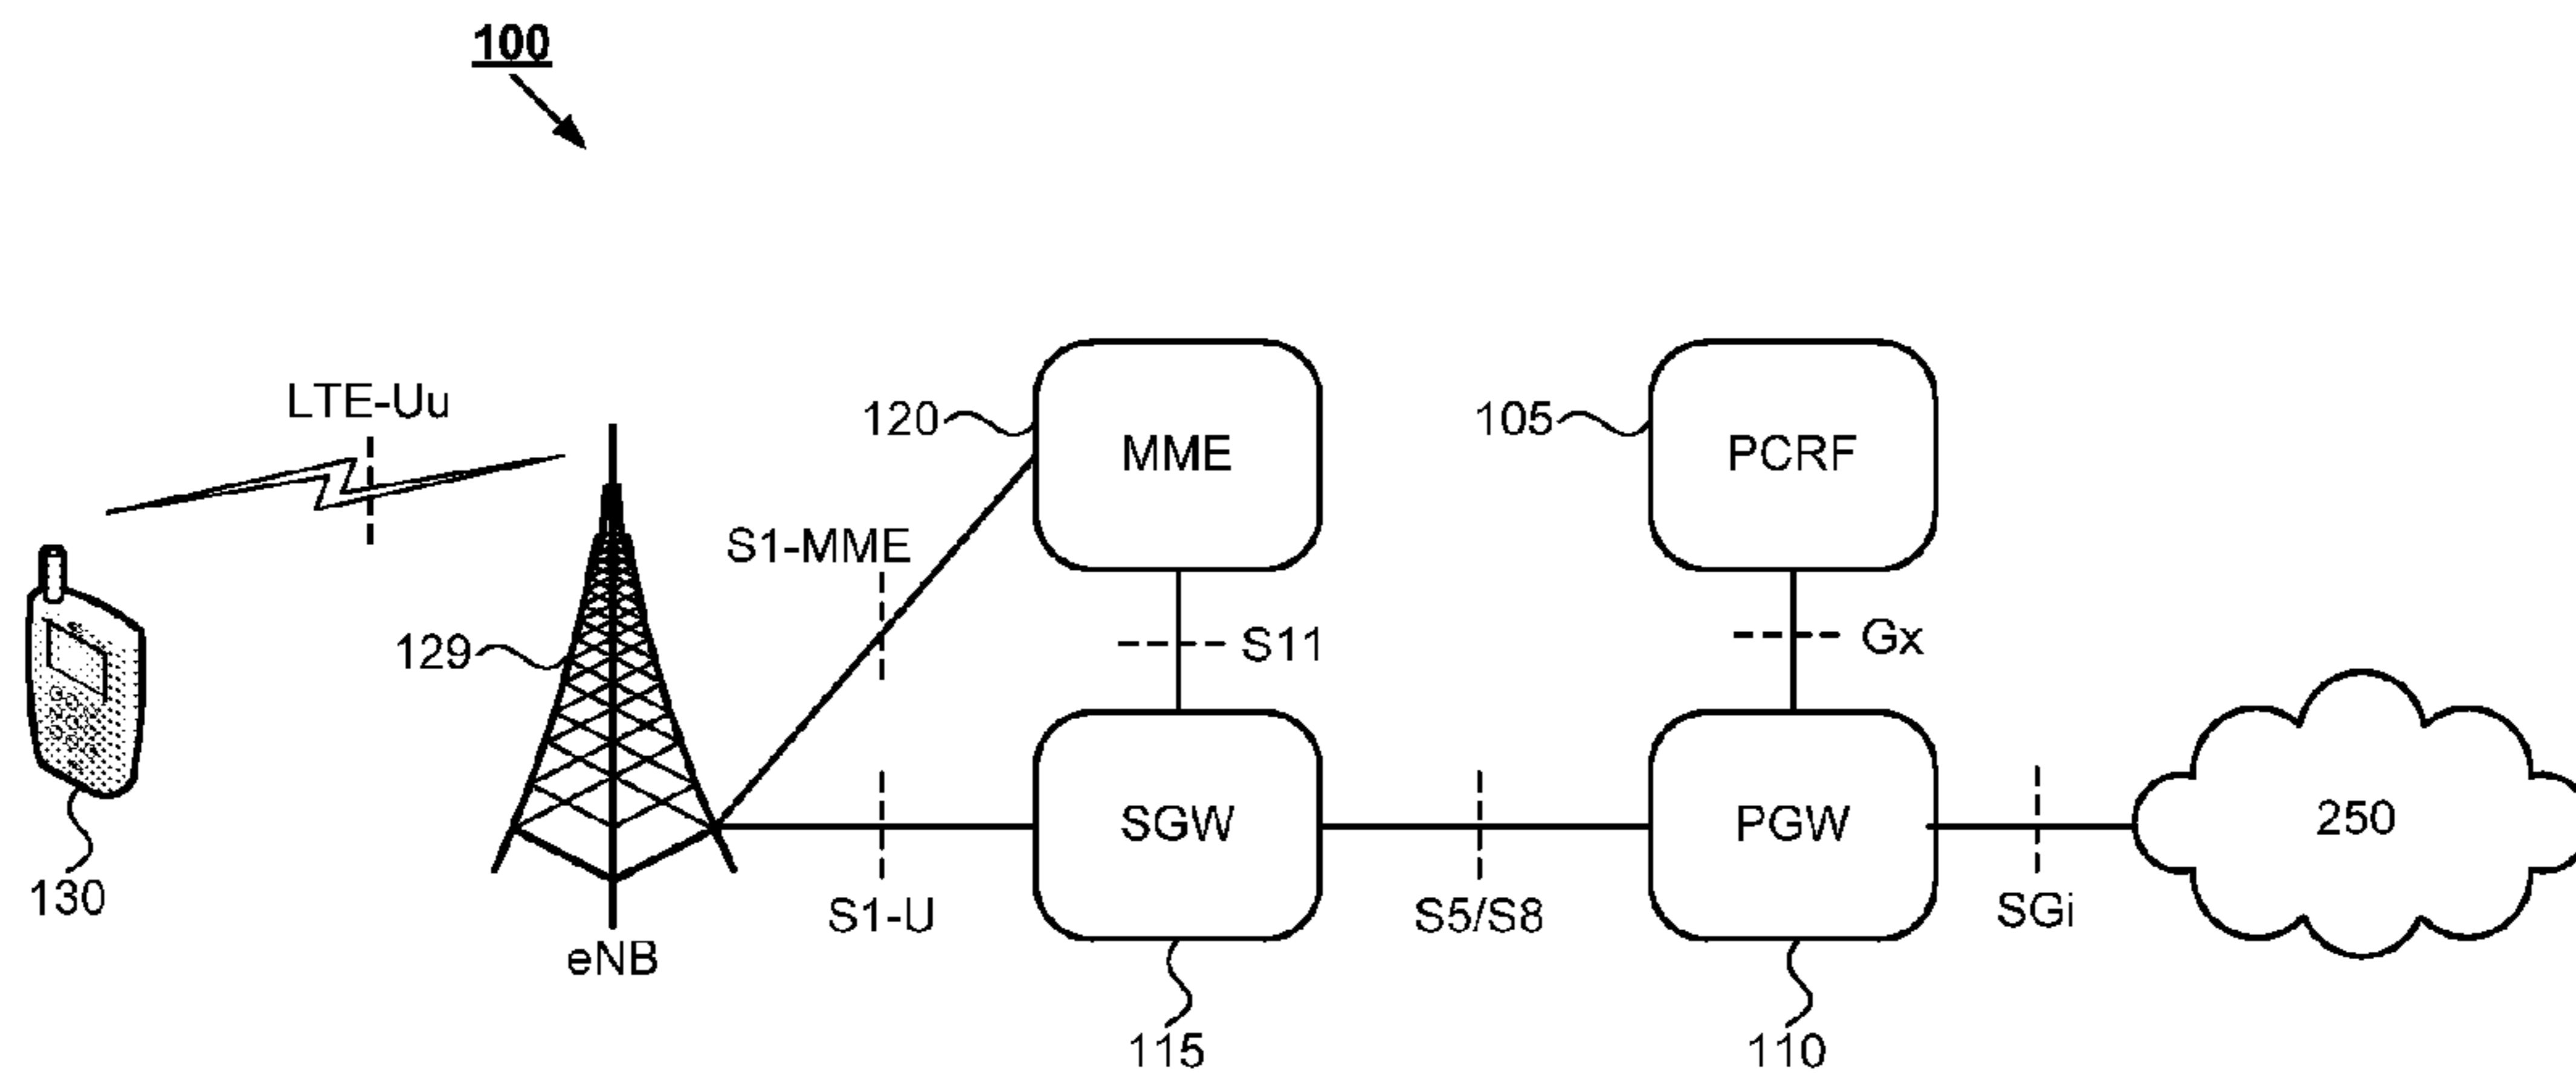 100
LTE-Uu
120
MME
105
PCRF
S1-MME
129
S11
Gx
SGW
PGW
250
130
S1-U
S5/S8
SGi
eNB
115
110